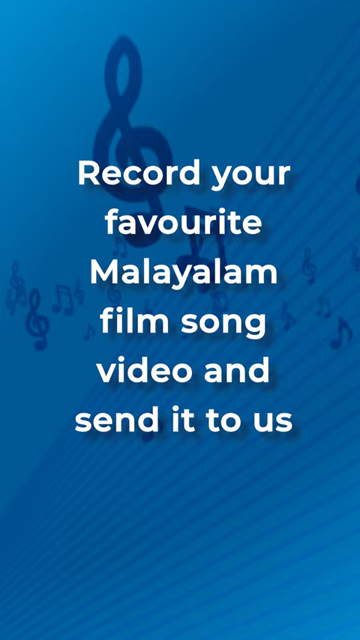 Record your
favourite
Malayalam
film song
video and
send it to us